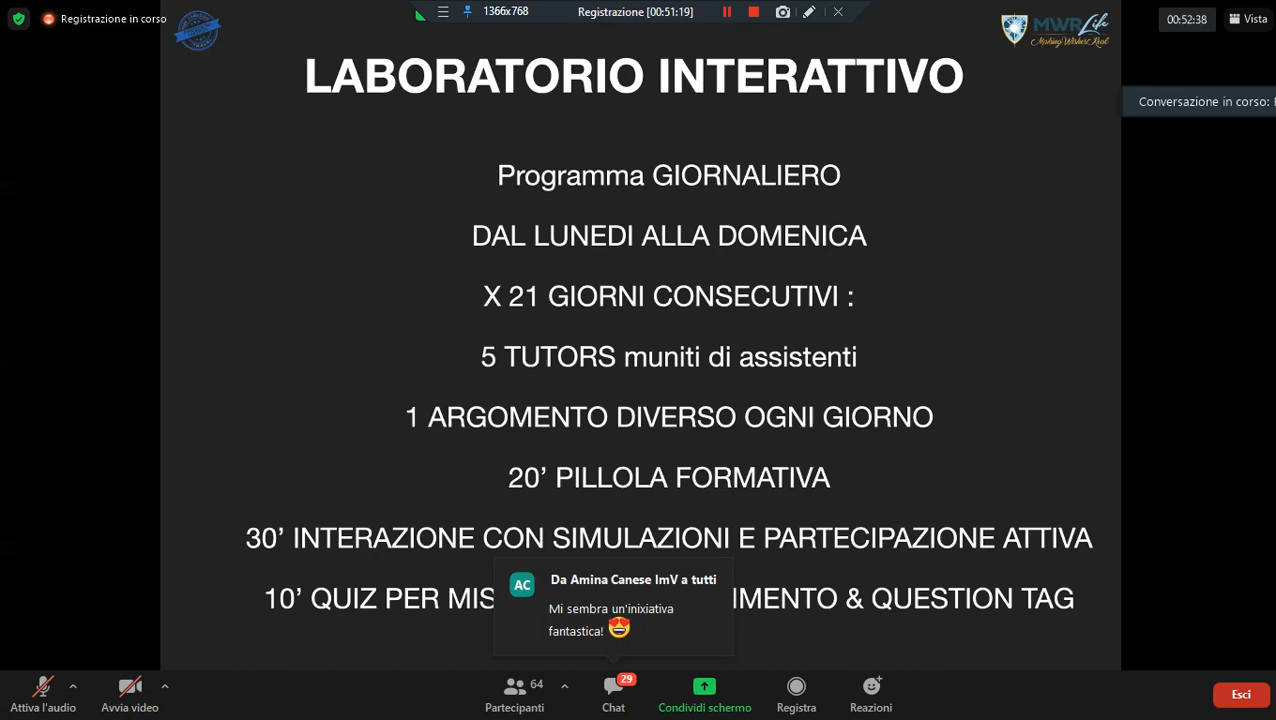 Registrazione in corso
1366x768
Registrazione [00:51:19]
MWRLife
Making Wishes Real
00:52:38
Vista
LABORATORIO INTERATTIVO
Conversazione in corso:
Programma GIORNALIERO
DAL LUNEDI ALLA DOMENICA
X 21 GIORNI CONSECUTIVI :
5 TUTORS muniti di assistenti
1 ARGOMENTO DIVERSO OGNI GIORNO
20’ PILLOLA FORMATIVA
30’ INTERAZIONE CON SIMULAZIONI E PARTECIPAZIONE ATTIVA
10’ QUIZ PER MIS
IMENTO & QUESTION TAG
AC
Da Amina Canese ImV a tutti
Mi sembra un'inixiativa
fantastica! 😍
Attiva l'audio
Avvia video
64
Partecipanti
29
Chat
Condividi schermo
Registra
Reazioni
Esci